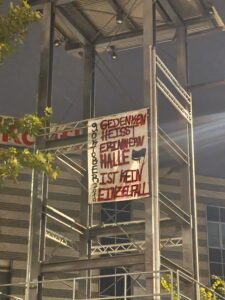 GEDENKEN
HEISST
ERINNERN
HALLE
IST KEIN
EINZELFALL